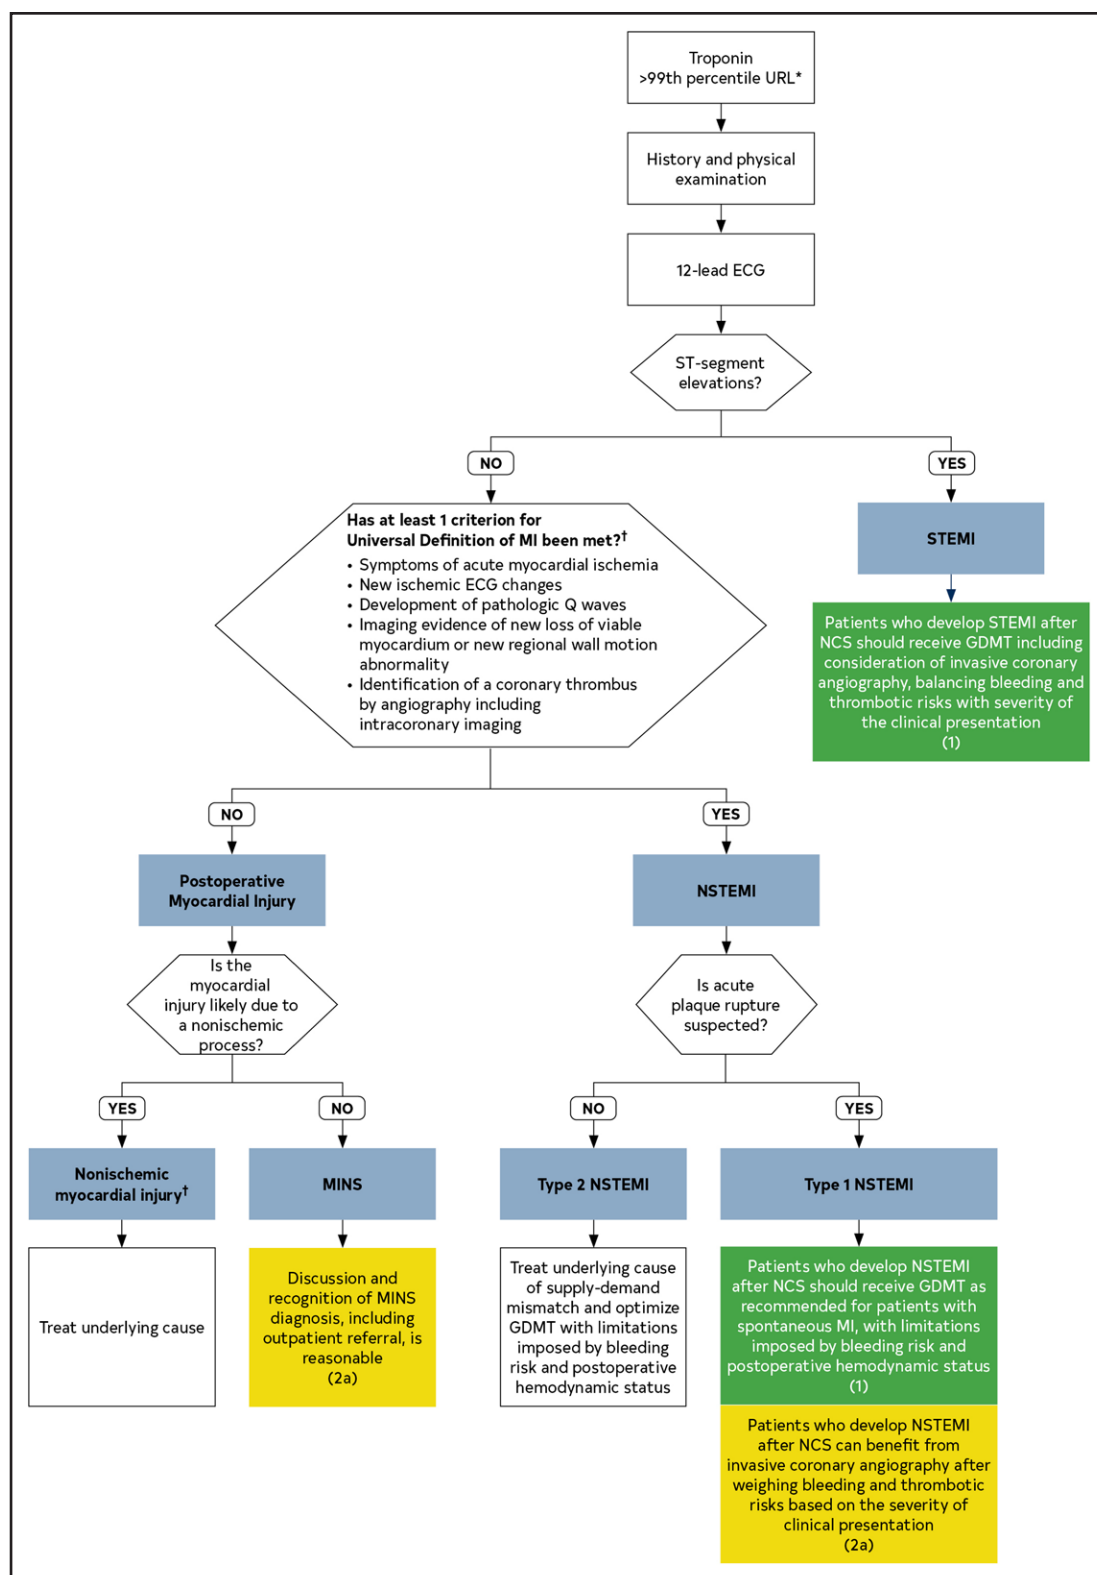 Troponin
>99th percentile URL*
History and physical
examination
12-lead ECG
ST-segment
elevations?
NO
YES
Has at least 1 criterion for
Universal Definition of MI been met?†
• Symptoms of acute myocardial ischemia
• New ischemic ECG changes
• Development of pathologic Q waves
• Imaging evidence of new loss of viable
myocardium or new regional wall motion
abnormality
• Identification of a coronary thrombus
by angiography including
intracoronary imaging
STEMI
Patients who develop STEMI after
NCS should receive GDMT including
consideration of invasive coronary
angiography, balancing bleeding and
thrombotic risks with severity of
the clinical presentation
(1)
NO
YES
Postoperative
Myocardial Injury
NSTEMI
Is the
myocardial
injury likely due to
a nonischemic
process?
Is acute
plaque rupture
suspected?
YES
NO
NO
YES
Nonischemic
myocardial injury†
MINS
Type 2 NSTEMI
Type 1 NSTEMI
Treat underlying cause
Discussion and
recognition of MINS
diagnosis, including
outpatient referral, is
reasonable
(2a)
Treat underlying cause
of supply-demand
mismatch and optimize
GDMT with limitations
imposed by bleeding
risk and postoperative
hemodynamic status
Patients who develop NSTEMI
after NCS should receive GDMT as
recommended for patients with
spontaneous MI, with limitations
imposed by bleeding risk and
postoperative hemodynamic status
(1)
Patients who develop NSTEMI
after NCS can benefit from
invasive coronary angiography after
weighing bleeding and thrombotic
risks based on the severity of
clinical presentation
(2a)